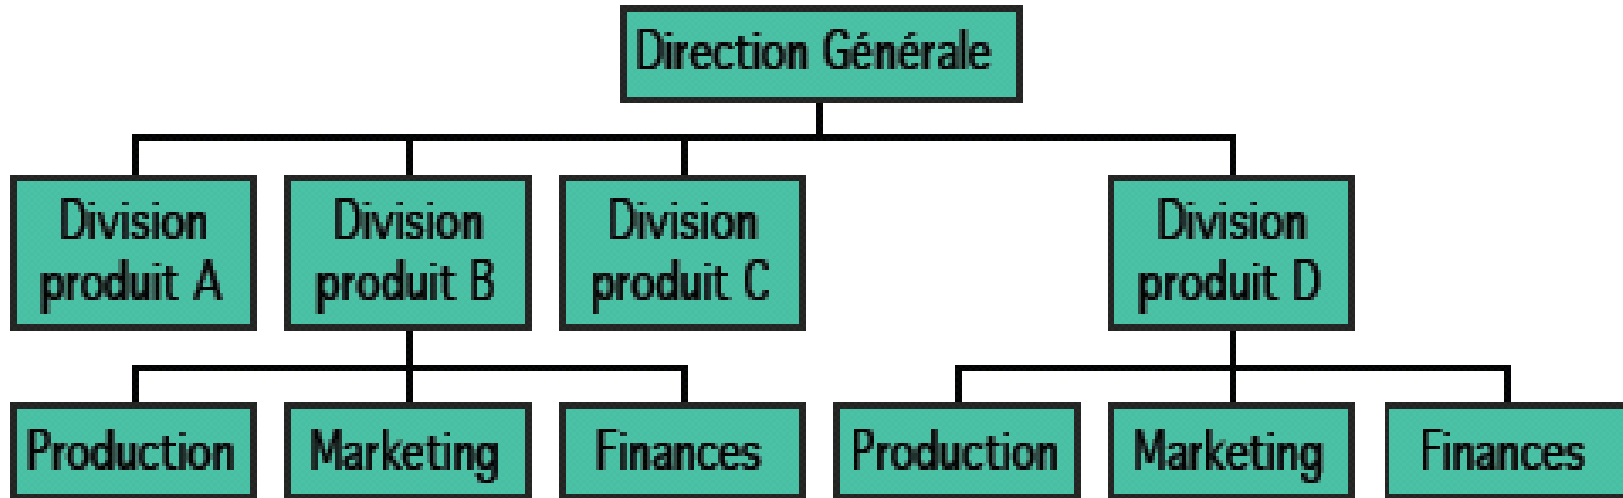 Direction Générale
Division
produit A
Division
produit B
Division
produit C
Division
produit D
Production
Marketing
Finances
Production
Marketing
Finances